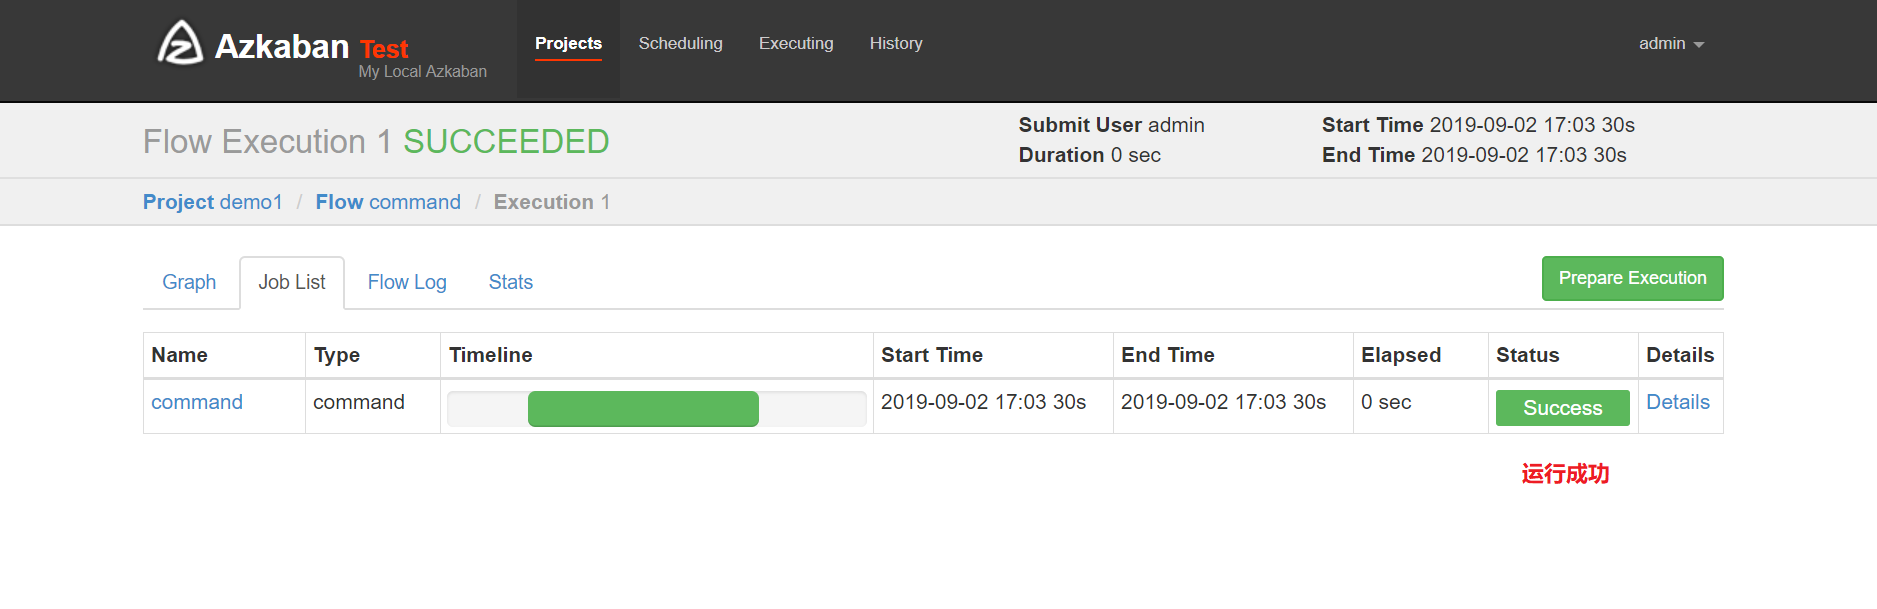 Azkaban Test
My Local Azkaban
Projects Scheduling Executing History admin
Flow Execution 1 SUCCEEDED
Submit User admin
Duration 0 sec
Start Time 2019-09-02 17:03 30s
End Time 2019-09-02 17:03 30s
Project demo1 / Flow command / Execution 1
Graph Job List Flow Log Stats Prepare Execution
Name Type Timeline Start Time End Time Elapsed Status Details
command command 2019-09-02 17:03 30s 2019-09-02 17:03 30s 0 sec Success Details
运行成功